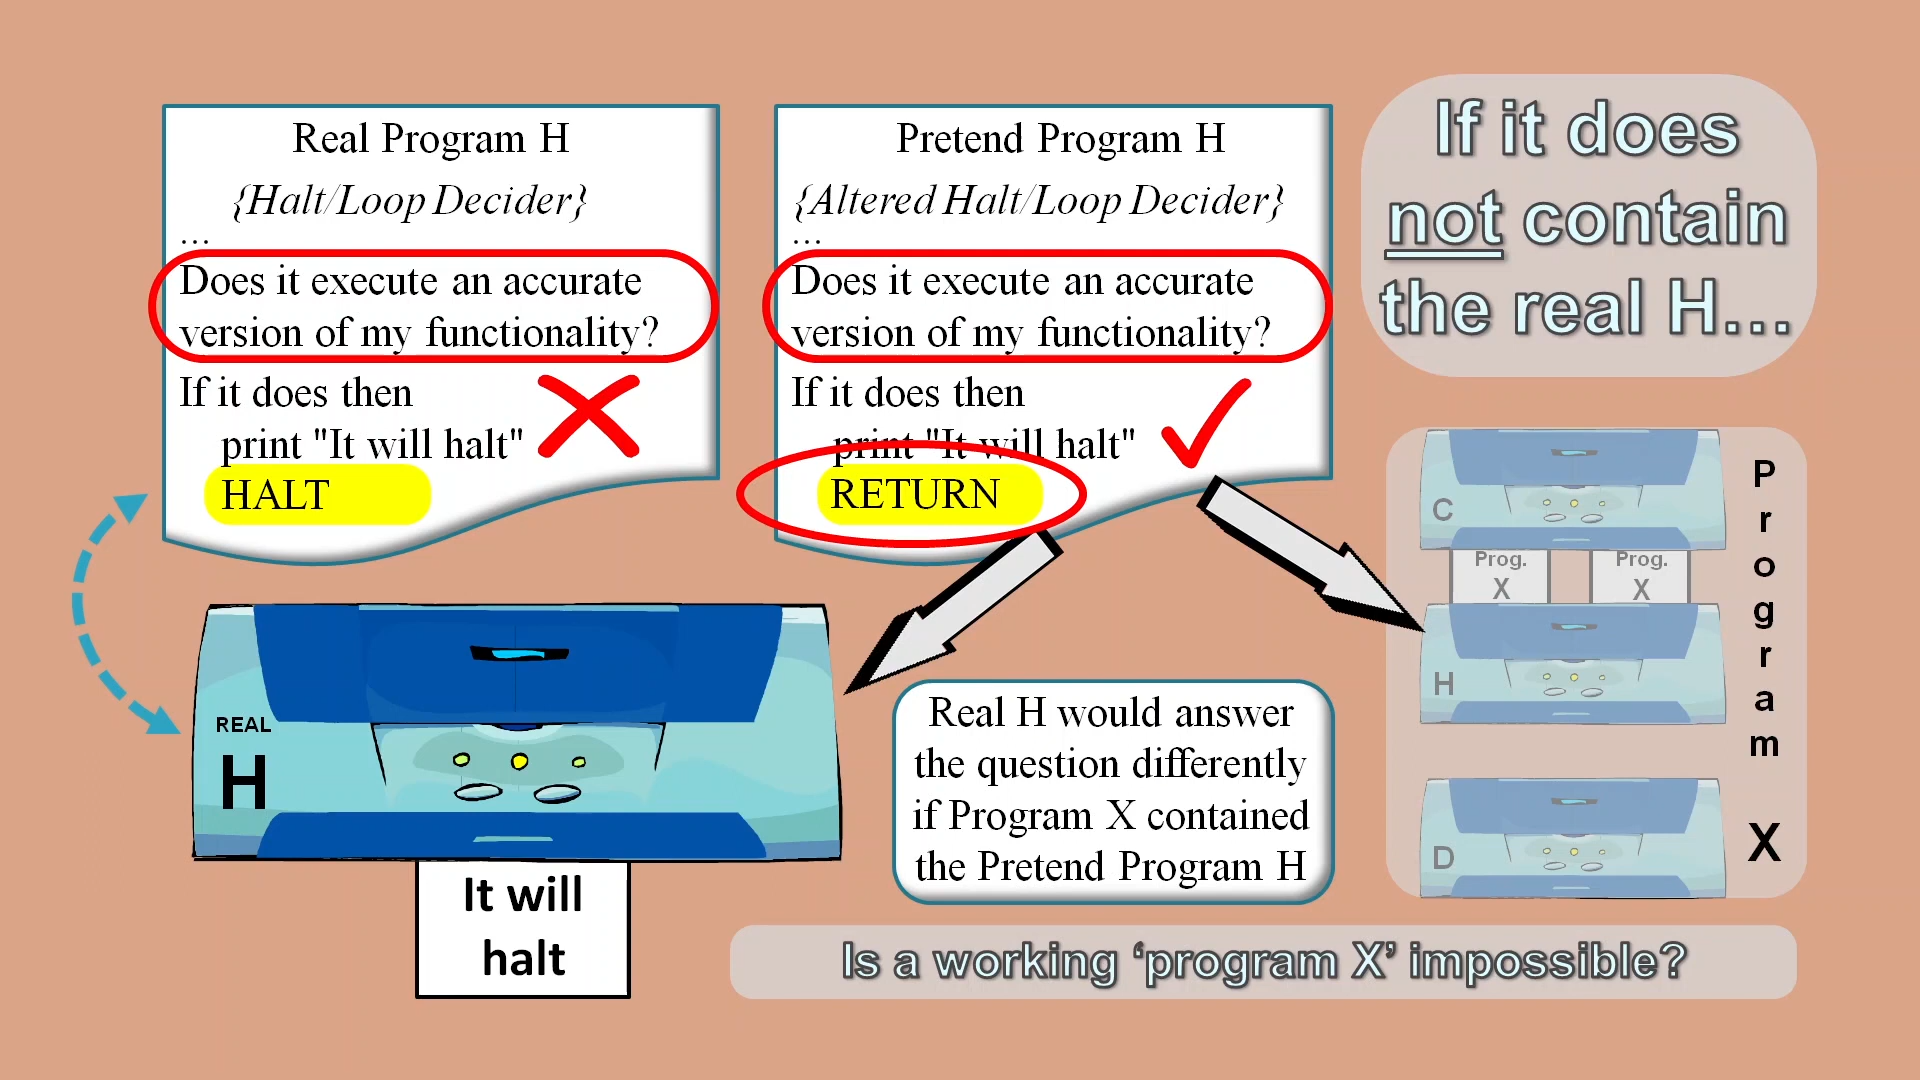 Real Program H
{Halt/Loop Decider}
...
Does it execute an accurate
version of my functionality?
If it does then
print "It will halt"
HALT
Pretend Program H
{Altered Halt/Loop Decider}
...
Does it execute an accurate
version of my functionality?
If it does then
print "It will halt"
RETURN
If it does
not contain
the real H...
REAL
H
It will
halt
Real H would answer
the question differently
if Program X contained
the Pretend Program H
C
Prog.
X
Prog.
X
H
D
Program
X
Is a working ‘program X’ impossible?